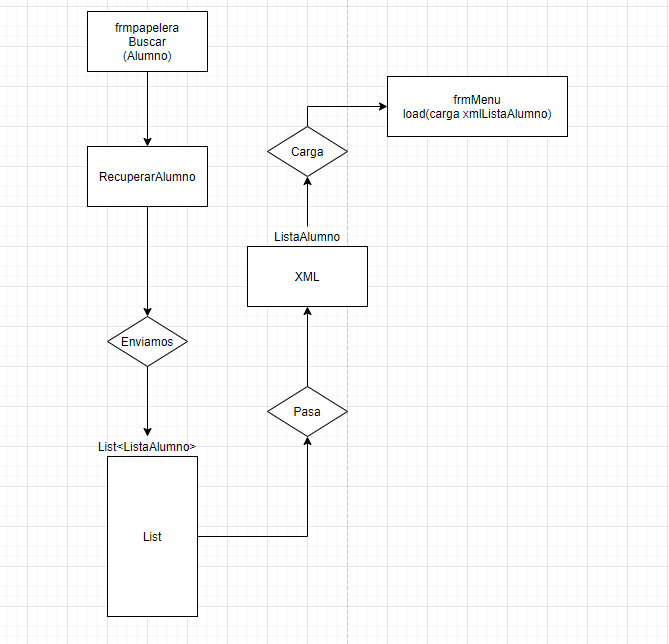 frmpapelera
Buscar
(Alumno)
RecuperarAlumno
Enviamos
List<ListaAlumno>
List
Pasa
ListaAlumno
XML
Carga
frmMenu
load(carga xmlListaAlumno)